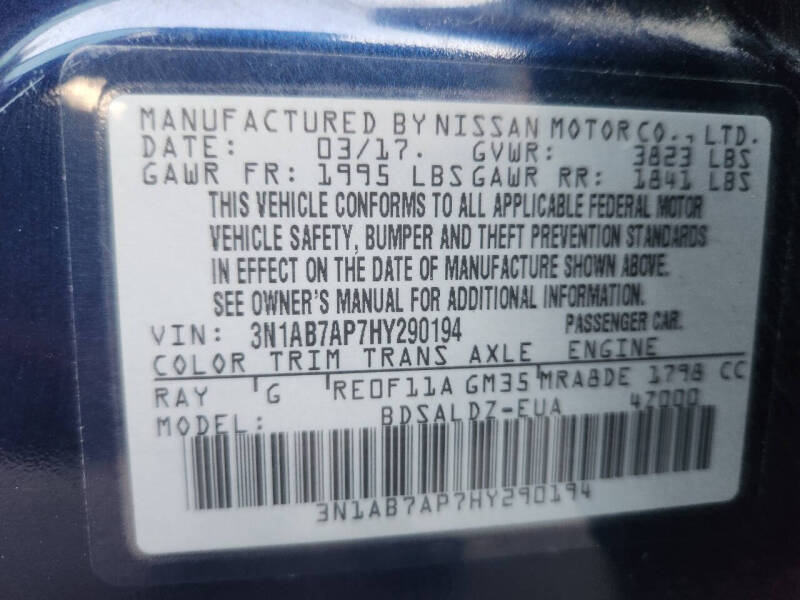 MANUFACTURED BY NISSAN MOTOR CO., LTD.
DATE: 03/17. GVWR: 3823 LBS
GAWR FR: 1995 LBS GAWR RR: 1841 LBS
THIS VEHICLE CONFORMS TO ALL APPLICABLE FEDERAL MOTOR
VEHICLE SAFETY, BUMPER AND THEFT PREVENTION STANDARDS
IN EFFECT ON THE DATE OF MANUFACTURE SHOWN ABOVE.
SEE OWNER'S MANUAL FOR ADDITIONAL INFORMATION.
VIN: 3N1AB7AP7HY290194 PASSENGER CAR.
COLOR TRIM TRANS AXLE ENGINE
RAY G RE0F11A GM35 MRA8DE 1798 CC
MODEL: BDSALDZ-EUA 47000
3N1AB7AP7HY290194